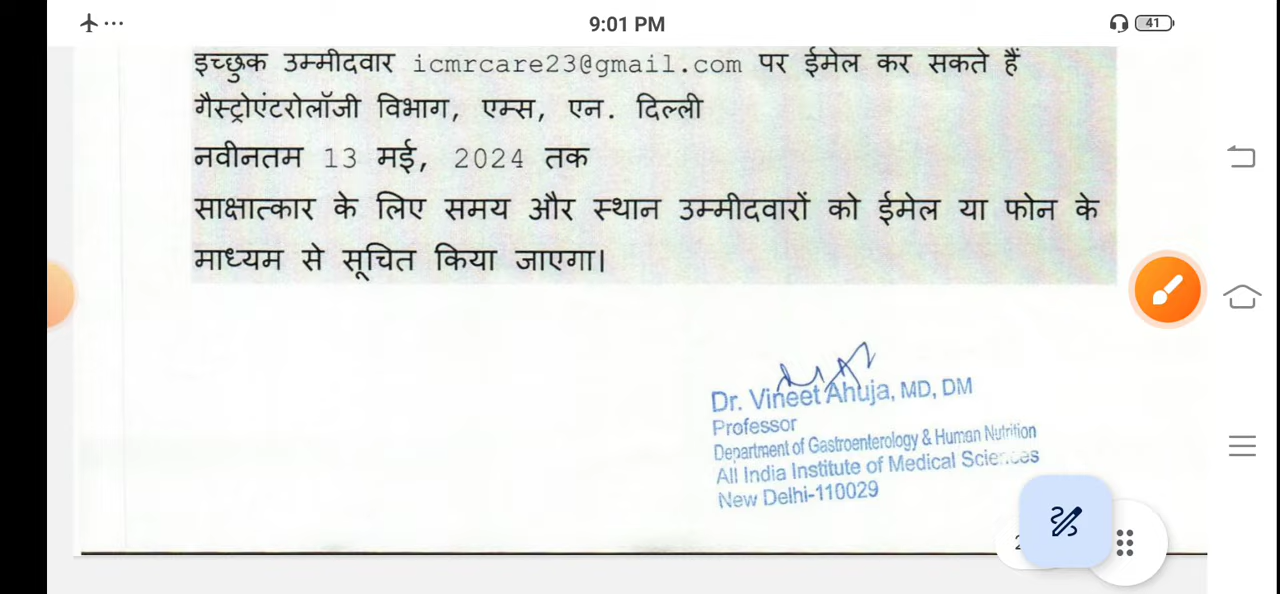 9:01 PM
41
इच्छुक उम्मीदवार icmrcare23@gmail.com पर ईमेल कर सकते हैं
गैस्ट्रोएंटरोलॉजी विभाग, एम्स, एन. दिल्ली
नवीनतम 13 मई, 2024 तक
साक्षात्कार के लिए समय और स्थान उम्मीदवारों को ईमेल या फोन के
माध्यम से सूचित किया जाएगा।
Dr. Vineet Ahuja, MD, DM
Professor
Department of Gastroenterology & Human Nutrition
All India Institute of Medical Sciences
New Delhi-110029